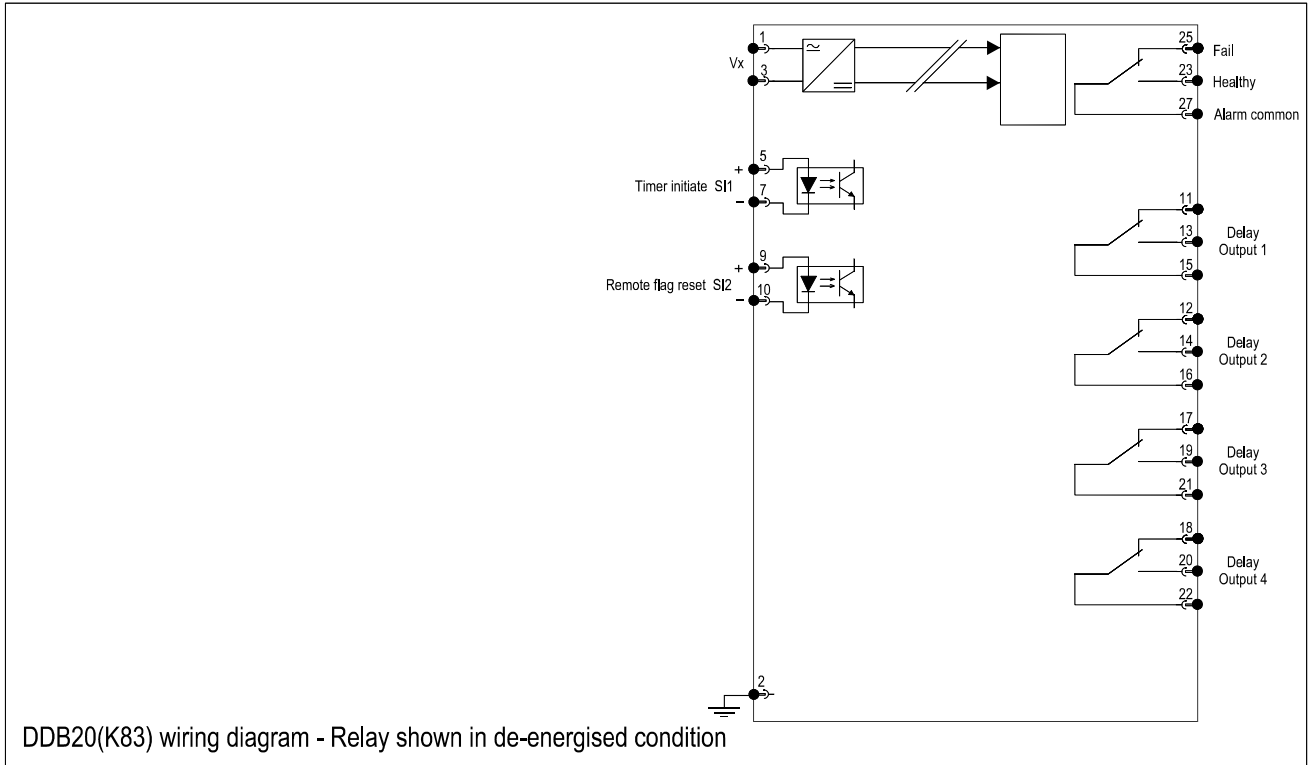 1
Vx
3
25
Fail
23
Healthy
27
Alarm common
5
+
Timer initiate SI1
7
−
9
+
Remote flag reset SI2
10
−
11
13
Delay
Output 1
15
12
14
Delay
Output 2
16
17
19
Delay
Output 3
21
18
20
Delay
Output 4
22
2
DDB20(K83) wiring diagram - Relay shown in de-energised condition